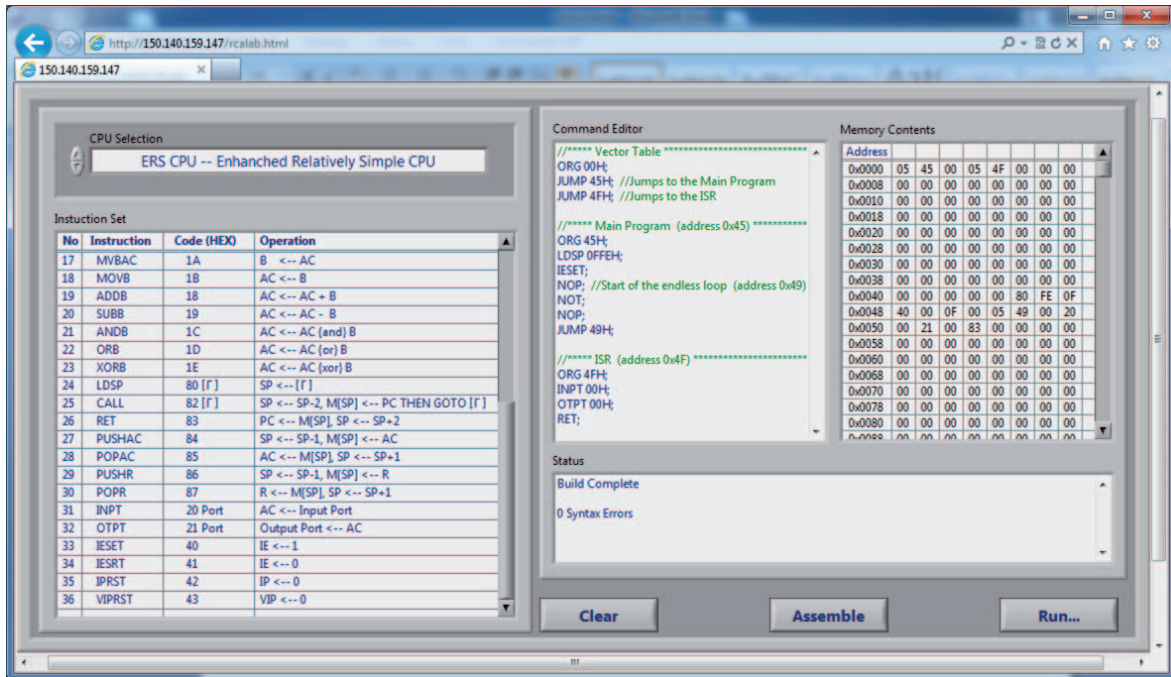 http://150.140.159.147/rcalab.html
150.140.159.147
CPU Selection
ERS CPU -- Enhanched Relatively Simple CPU
Instuction Set
No Instruction Code (HEX) Operation
17 MVBAC 1A B <-- AC
18 MOVB 1B AC <-- B
19 ADDB 18 AC <-- AC + B
20 SUBB 19 AC <-- AC - B
21 ANDB 1C AC <-- AC {and} B
22 ORB 1D AC <-- AC {or} B
23 XORB 1E AC <-- AC {xor} B
24 LDSP 80 [Γ] SP <-- [Γ]
25 CALL 82 [Γ] SP <-- SP-2, M[SP] <-- PC THEN GOTO [Γ]
26 RET 83 PC <-- M[SP], SP <-- SP+2
27 PUSHAC 84 SP <-- SP-1, M[SP] <-- AC
28 POPAC 85 AC <-- M[SP], SP <-- SP+1
29 PUSHR 86 SP <-- SP-1, M[SP] <-- R
30 POPR 87 R <-- M[SP], SP <-- SP+1
31 INPT 20 Port AC <-- Input Port
32 OTPT 21 Port Output Port <-- AC
33 IESET 40 IE <-- 1
34 IESRT 41 IE <-- 0
35 IPRST 42 IP <-- 0
36 VIPRST 43 VIP <-- 0
Command Editor
//***** Vector Table ******************************
ORG 00H;
JUMP 45H; //Jumps to the Main Program
JUMP 4FH; //Jumps to the ISR
//***** Main Program (address 0x45) ***********
ORG 45H;
LDSP 0FFEH;
IESET;
NOP; //Start of the endless loop (address 0x49)
NOT;
NOP;
JUMP 49H;
//***** ISR (address 0x4F) ************************
ORG 4FH;
INPT 00H;
OTPT 00H;
RET;
Memory Contents
Address
0x0000 05 45 00 05 4F 00 00 00
0x0008 00 00 00 00 00 00 00 00
0x0010 00 00 00 00 00 00 00 00
0x0018 00 00 00 00 00 00 00 00
0x0020 00 00 00 00 00 00 00 00
0x0028 00 00 00 00 00 00 00 00
0x0030 00 00 00 00 00 00 00 00
0x0038 00 00 00 00 00 00 00 00
0x0040 00 00 00 00 00 80 FE 0F
0x0048 40 00 0F 00 05 49 00 20
0x0050 00 21 00 83 00 00 00 00
0x0058 00 00 00 00 00 00 00 00
0x0060 00 00 00 00 00 00 00 00
0x0068 00 00 00 00 00 00 00 00
0x0070 00 00 00 00 00 00 00 00
0x0078 00 00 00 00 00 00 00 00
0x0080 00 00 00 00 00 00 00 00
0x0088 00 00 00 00 00 00 00 00
Status
Build Complete
0 Syntax Errors
Clear
Assemble
Run...